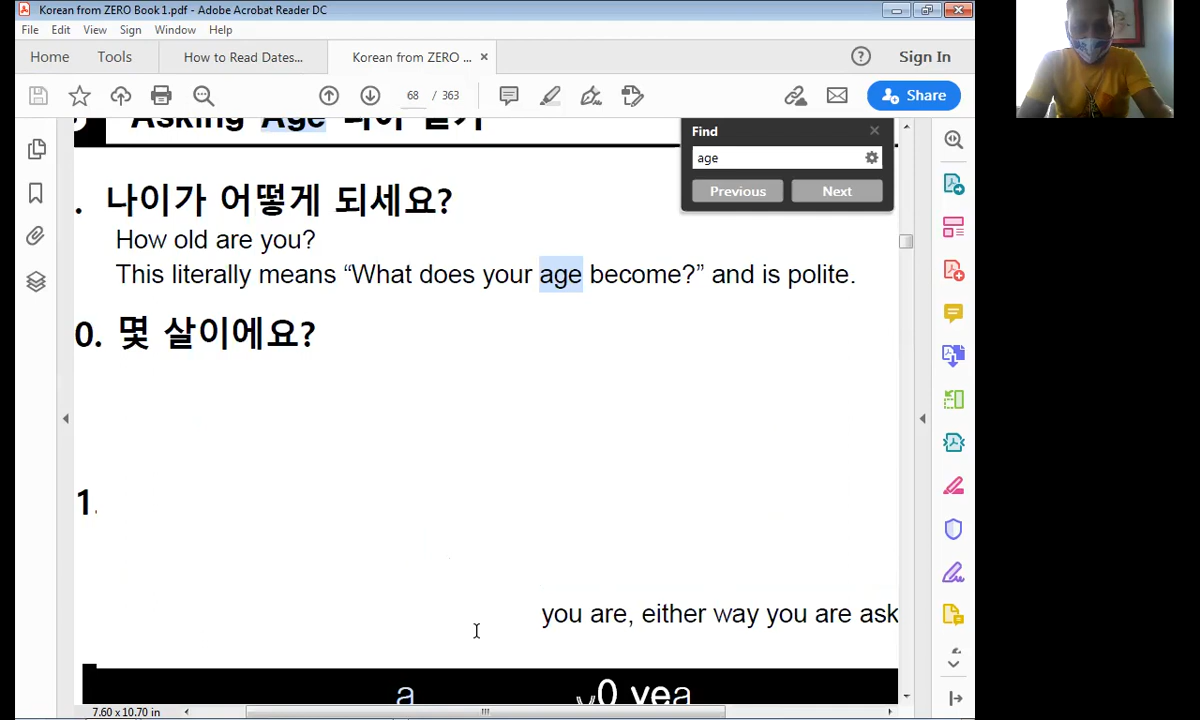 Korean from ZERO Book 1.pdf - Adobe Acrobat Reader DC
File Edit View Sign Window Help
Home Tools How to Read Dates... Korean from ZERO ... × Sign In
68 / 363 Share
Asking Age
Find
age
Previous Next
. 나이가 어떻게 되세요?
How old are you?
This literally means “What does your age become?” and is polite.
0. 몇 살이에요?
1.
you are, either way you are ask
a
7.60 x 10.70 in